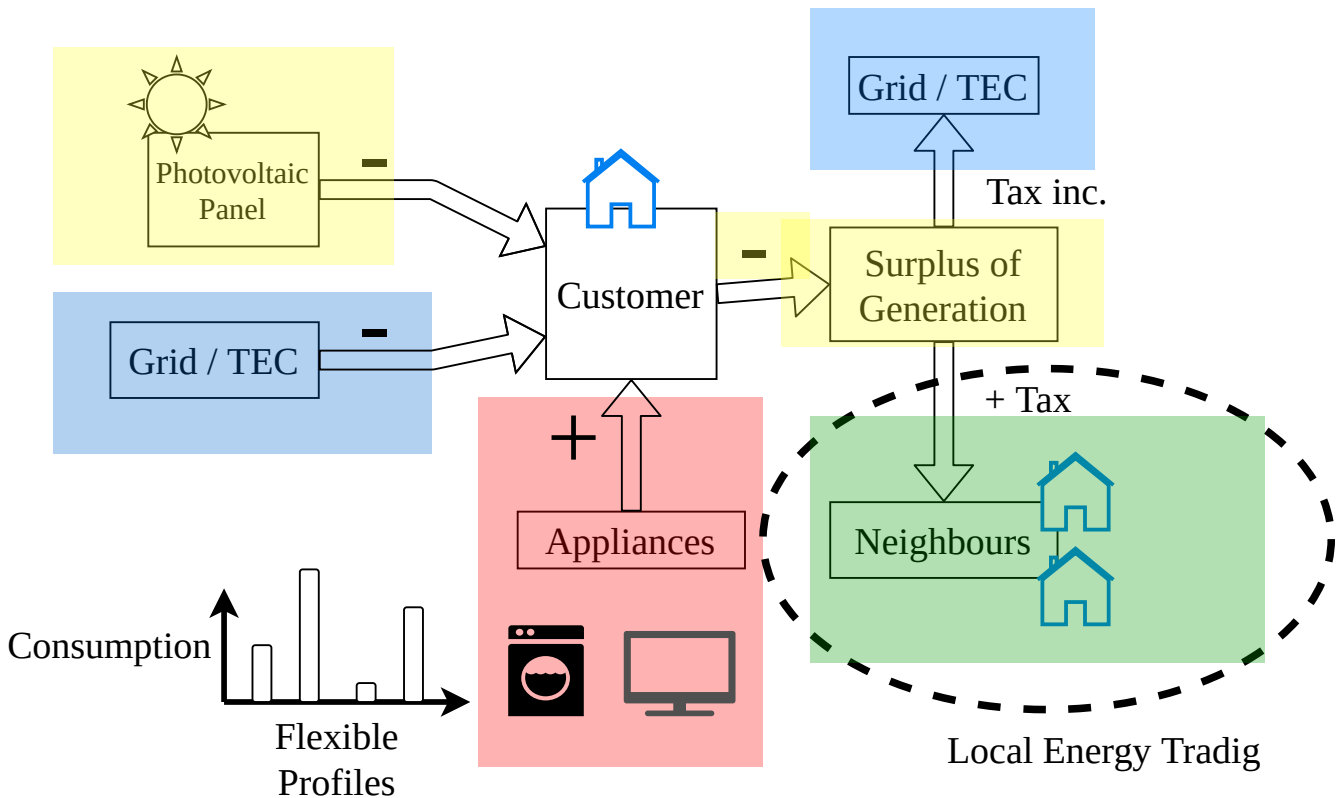 Grid / TEC
Photovoltaic
Panel
-
Tax inc.
Customer
-
Surplus of
Generation
Grid / TEC
-
+ Tax
+
Appliances
Neighbours
Consumption
Flexible
Profiles
Local Energy Tradig